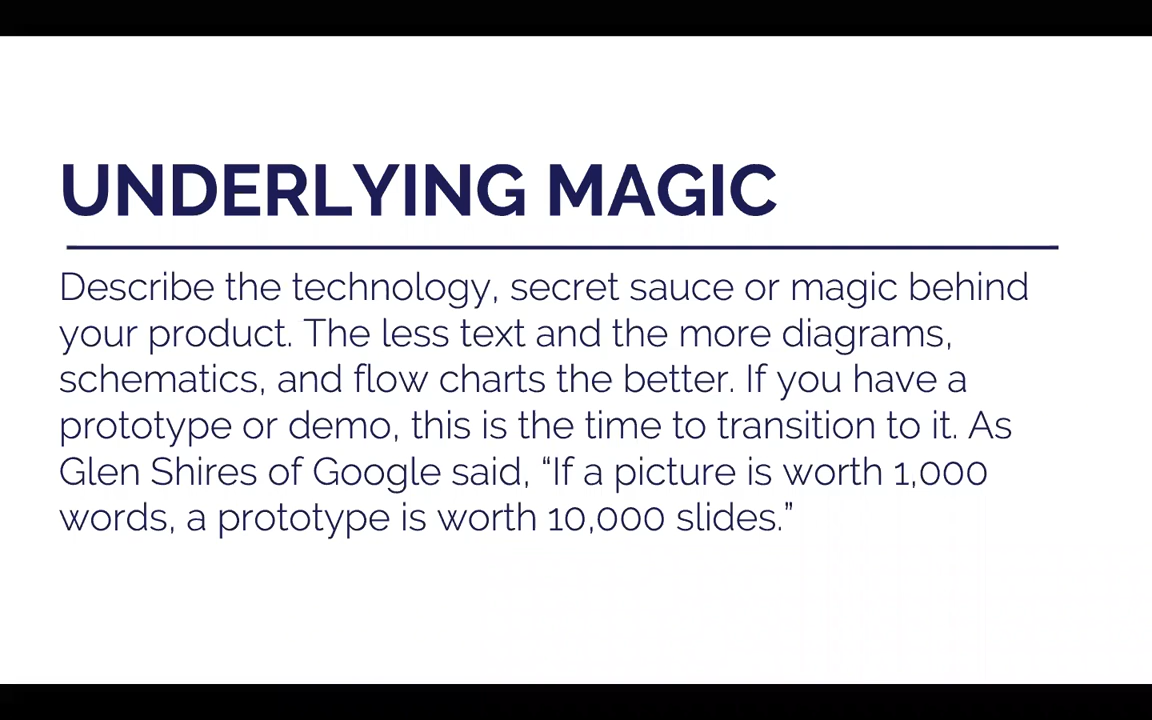 UNDERLYING MAGIC
Describe the technology, secret sauce or magic behind
your product. The less text and the more diagrams,
schematics, and flow charts the better. If you have a
prototype or demo, this is the time to transition to it. As
Glen Shires of Google said, “If a picture is worth 1,000
words, a prototype is worth 10,000 slides.”